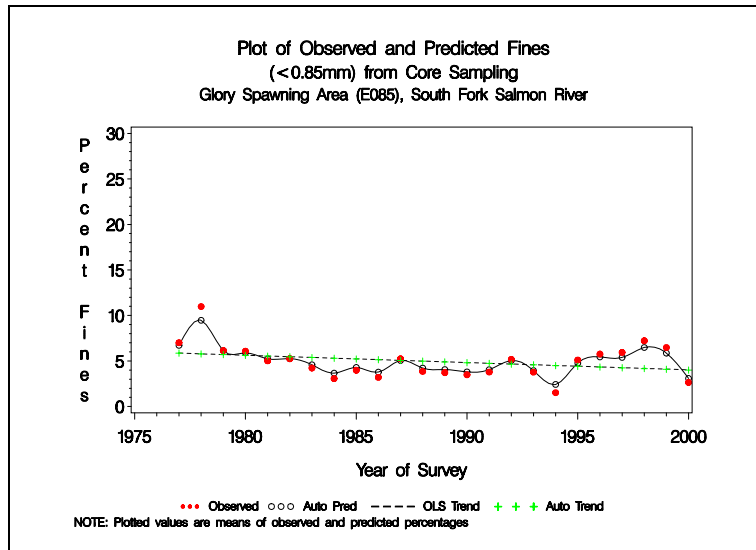 Plot of Observed and Predicted Fines
(<0.85mm) from Core Sampling
Glory Spawning Area (E085), South Fork Salmon River
Percent Fines
30
25
20
15
10
5
0
1975 1980 1985 1990 1995 2000
Year of Survey
Observed Auto Pred OLS Trend Auto Trend
NOTE: Plotted values are means of observed and predicted percentages